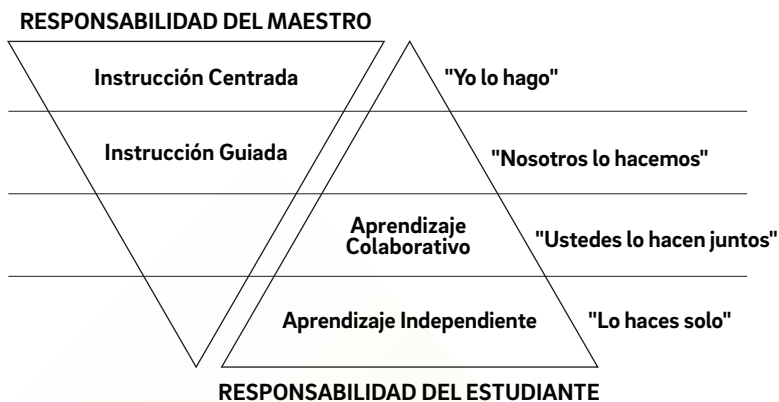 RESPONSABILIDAD DEL MAESTRO
Instrucción Centrada
"Yo lo hago"
Instrucción Guiada
"Nosotros lo hacemos"
Aprendizaje
Colaborativo
"Ustedes lo hacen juntos"
Aprendizaje Independiente
"Lo haces solo"
RESPONSABILIDAD DEL ESTUDIANTE